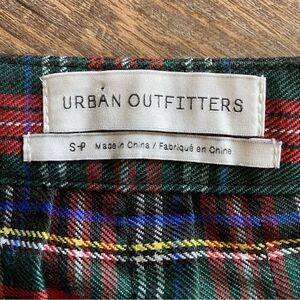 URBAN OUTFITTERS
S-P Made in China / Fabriqué en Chine